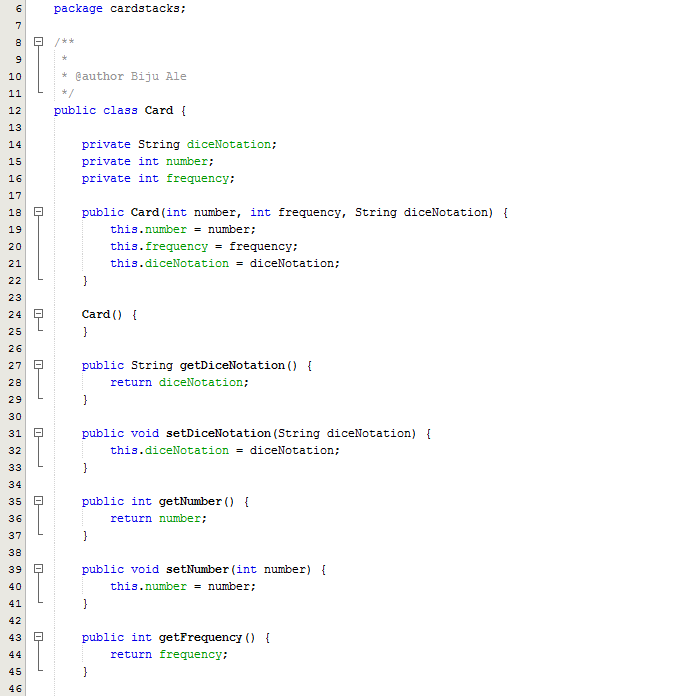 6 package cardstacks;
7
8 /**
9 *
10 * @author Biju Ale
11 */
12 public class Card {
13
14 private String diceNotation;
15 private int number;
16 private int frequency;
17
18 public Card(int number, int frequency, String diceNotation) {
19 this.number = number;
20 this.frequency = frequency;
21 this.diceNotation = diceNotation;
22 }
23
24 Card() {
25 }
26
27 public String getDiceNotation() {
28 return diceNotation;
29 }
30
31 public void setDiceNotation(String diceNotation) {
32 this.diceNotation = diceNotation;
33 }
34
35 public int getNumber() {
36 return number;
37 }
38
39 public void setNumber(int number) {
40 this.number = number;
41 }
42
43 public int getFrequency() {
44 return frequency;
45 }
46